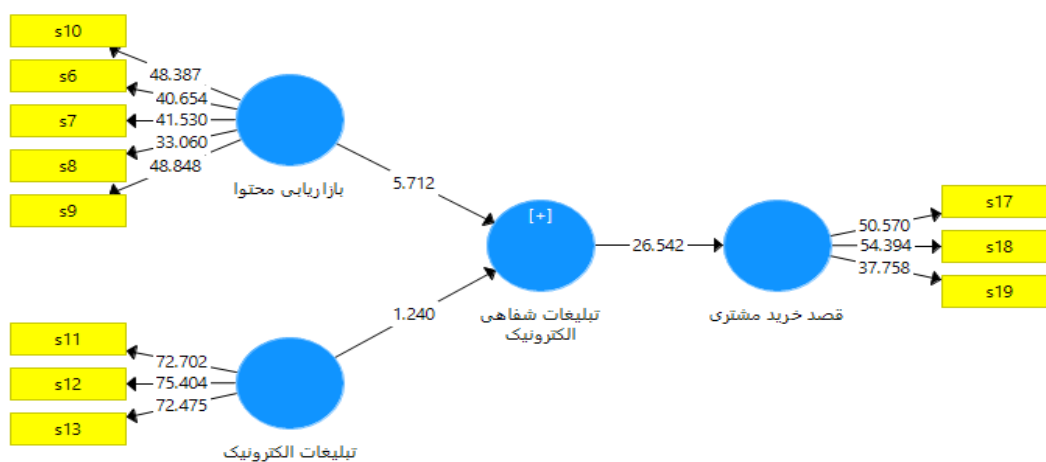 s10
s6
s7
s8
s9
48.387
40.654
41.530
33.060
48.848
بازاریابی محتوا
5.712
s11
s12
s13
72.702
75.404
72.475
تبلیغات الکترونیک
1.240
[+]
تبلیغات شفاهی
الکترونیک
26.542
قصد خرید مشتری
50.570
54.394
37.758
s17
s18
s19